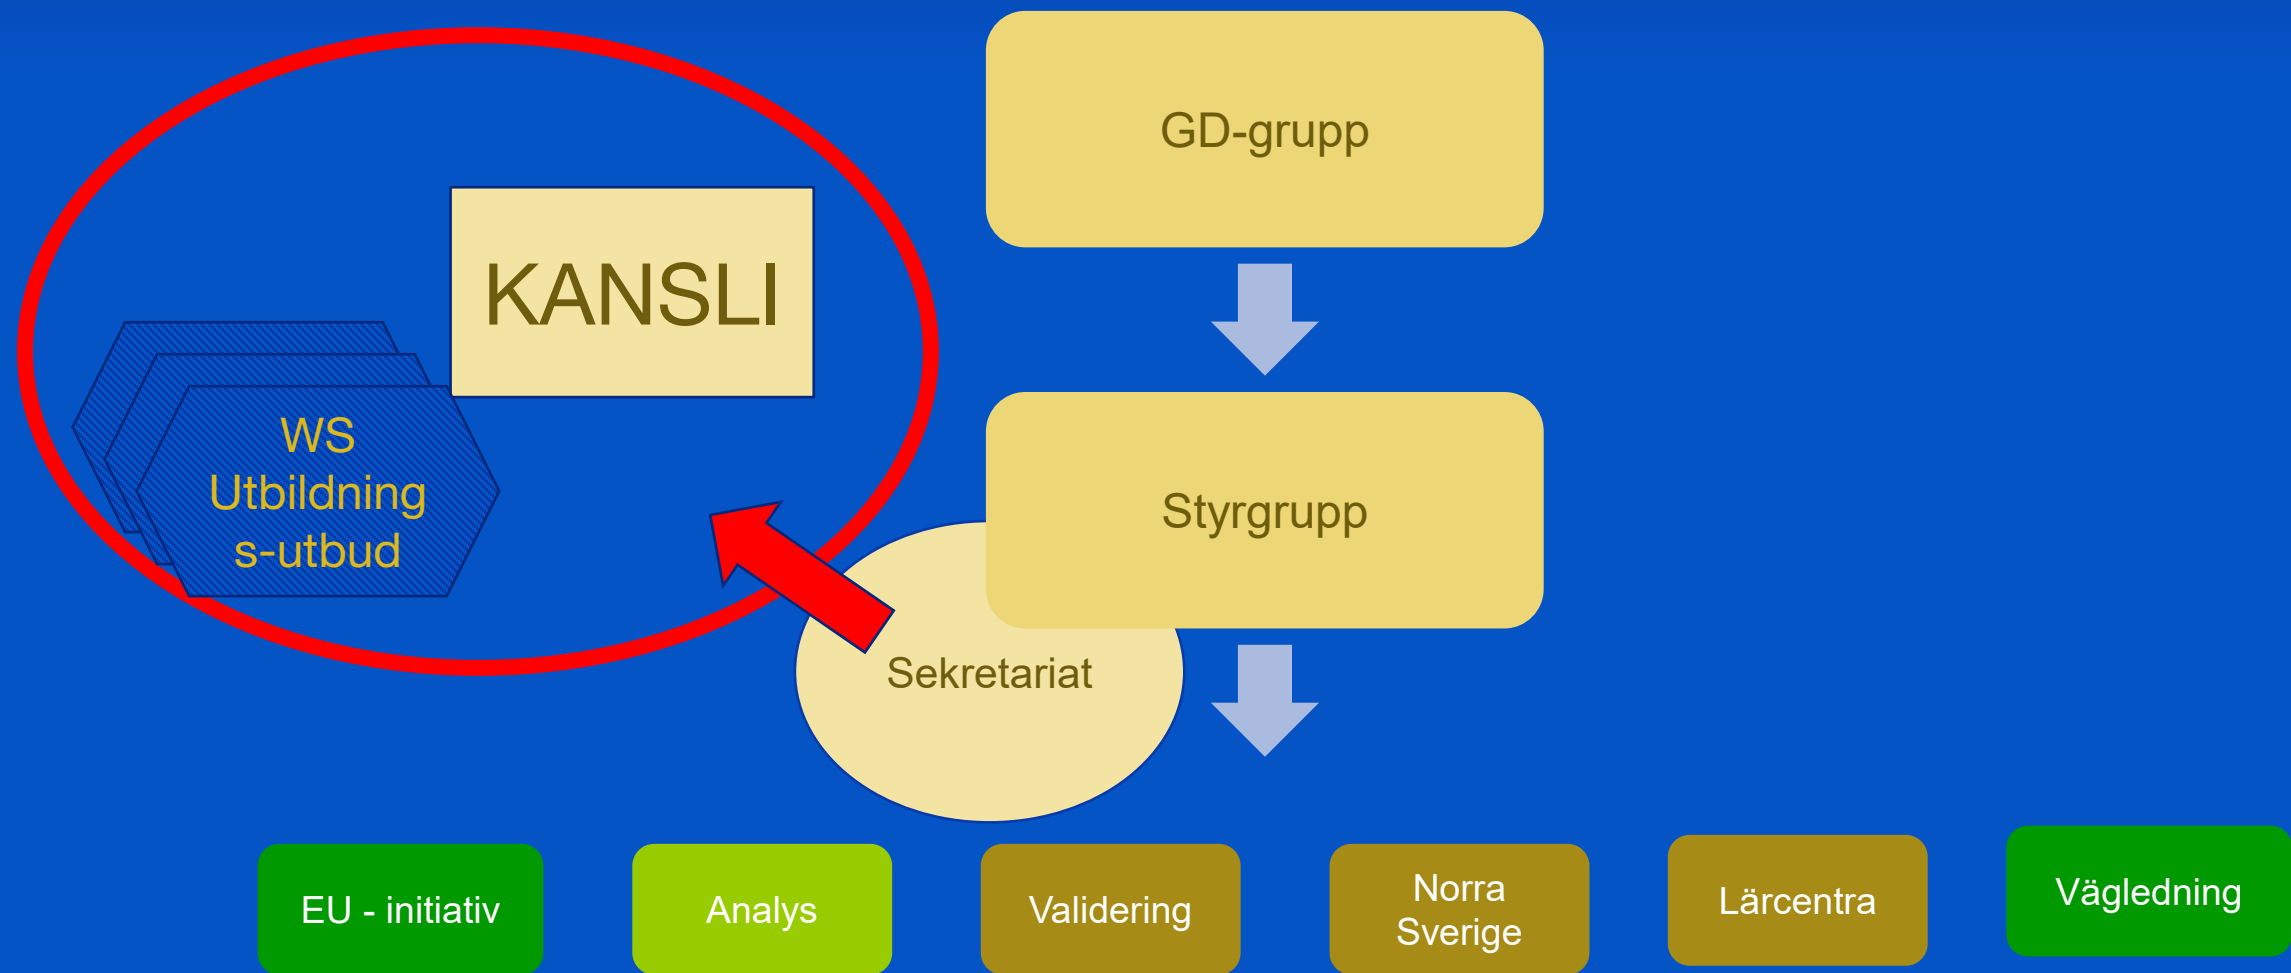 GD-grupp
KANSLI
WS
Utbildning
s-utbud
Styrgrupp
Sekretariat
EU - initiativ
Analys
Validering
Norra
Sverige
Lärcentra
Vägledning